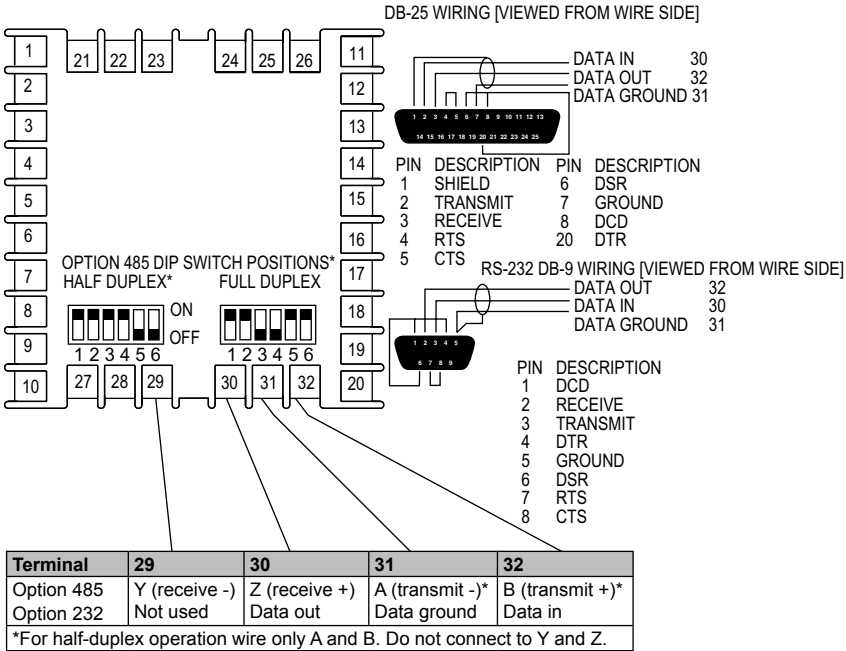 DB-25 WIRING [VIEWED FROM WIRE SIDE]
1 21 22 23 24 25 26 11
2 12
3 13
4 14
5 15
6 16
7 17
8 18
9 19
10 27 28 29 30 31 32 20
OPTION 485 DIP SWITCH POSITIONS*
HALF DUPLEX* FULL DUPLEX
ON
OFF
1 2 3 4 5 6 1 2 3 4 5 6
DATA IN 30
DATA OUT 32
DATA GROUND 31
1 2 3 4 5 6 7 8 9 10 11 12 13
14 15 16 17 18 19 20 21 22 23 24 25
PIN DESCRIPTION PIN DESCRIPTION
1 SHIELD 6 DSR
2 TRANSMIT 7 GROUND
3 RECEIVE 8 DCD
4 RTS 20 DTR
5 CTS
RS-232 DB-9 WIRING [VIEWED FROM WIRE SIDE]
DATA OUT 32
DATA IN 30
DATA GROUND 31
1 2 3 4 5
6 7 8 9
PIN DESCRIPTION
1 DCD
2 RECEIVE
3 TRANSMIT
4 DTR
5 GROUND
6 DSR
7 RTS
8 CTS
Terminal 29 30 31 32
Option 485 Y (receive -) Z (receive +) A (transmit -)* B (transmit +)*
Option 232 Not used Data out Data ground Data in
*For half-duplex operation wire only A and B. Do not connect to Y and Z.